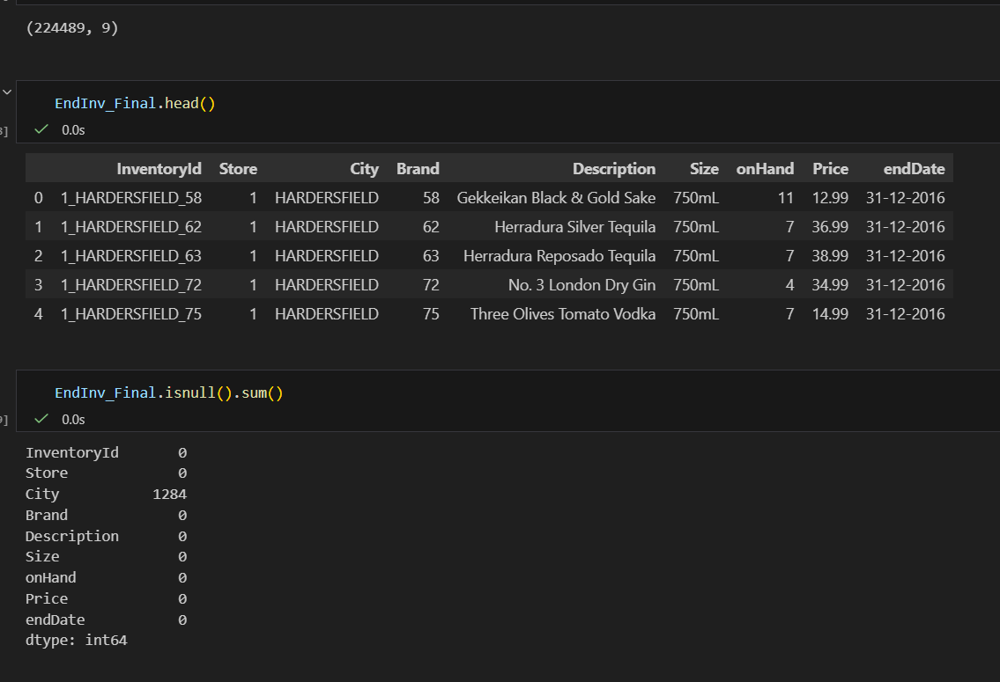 (224489, 9)
EndInv_Final.head()
0.0s
InventoryId Store City Brand Description Size onHand Price endDate
0 1_HARDERSFIELD_58 1 HARDERSFIELD 58 Gekkeikan Black & Gold Sake 750mL 11 12.99 31-12-2016
1 1_HARDERSFIELD_62 1 HARDERSFIELD 62 Herradura Silver Tequila 750mL 7 36.99 31-12-2016
2 1_HARDERSFIELD_63 1 HARDERSFIELD 63 Herradura Reposado Tequila 750mL 7 38.99 31-12-2016
3 1_HARDERSFIELD_72 1 HARDERSFIELD 72 No. 3 London Dry Gin 750mL 4 34.99 31-12-2016
4 1_HARDERSFIELD_75 1 HARDERSFIELD 75 Three Olives Tomato Vodka 750mL 7 14.99 31-12-2016
EndInv_Final.isnull().sum()
0.0s
InventoryId 0
Store 0
City 1284
Brand 0
Description 0
Size 0
onHand 0
Price 0
endDate 0
dtype: int64